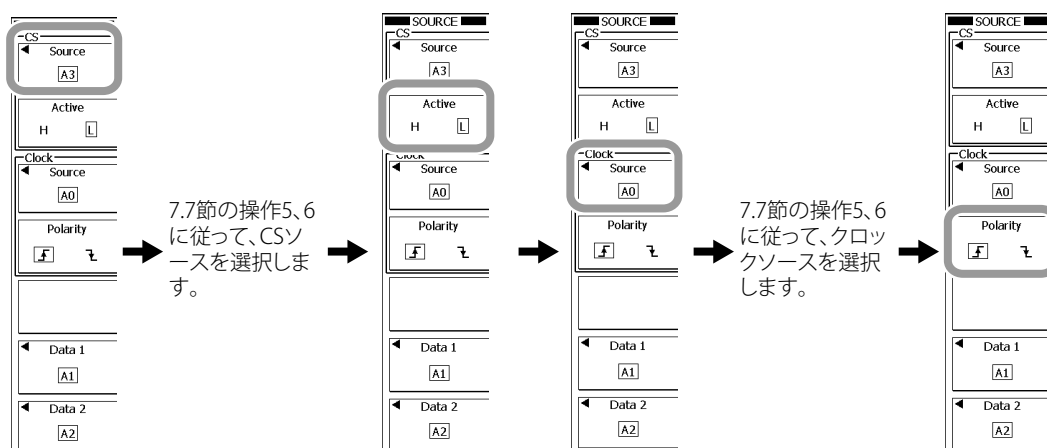 CS
Source
A3
Active
H L
Clock
Source
A0
Polarity
Data 1
A1
Data 2
A2
7.7節の操作5、6
に従って、CSソ
ースを選択しま
す。
SOURCE
CS
Source
A3
Active
H L
Clock
Source
A0
Polarity
Data 1
A1
Data 2
A2
SOURCE
CS
Source
A3
Active
H L
Clock
Source
A0
Polarity
Data 1
A1
Data 2
A2
7.7節の操作5、6
に従って、クロッ
クソースを選択
します。
SOURCE
CS
Source
A3
Active
H L
Clock
Source
A0
Polarity
Data 1
A1
Data 2
A2